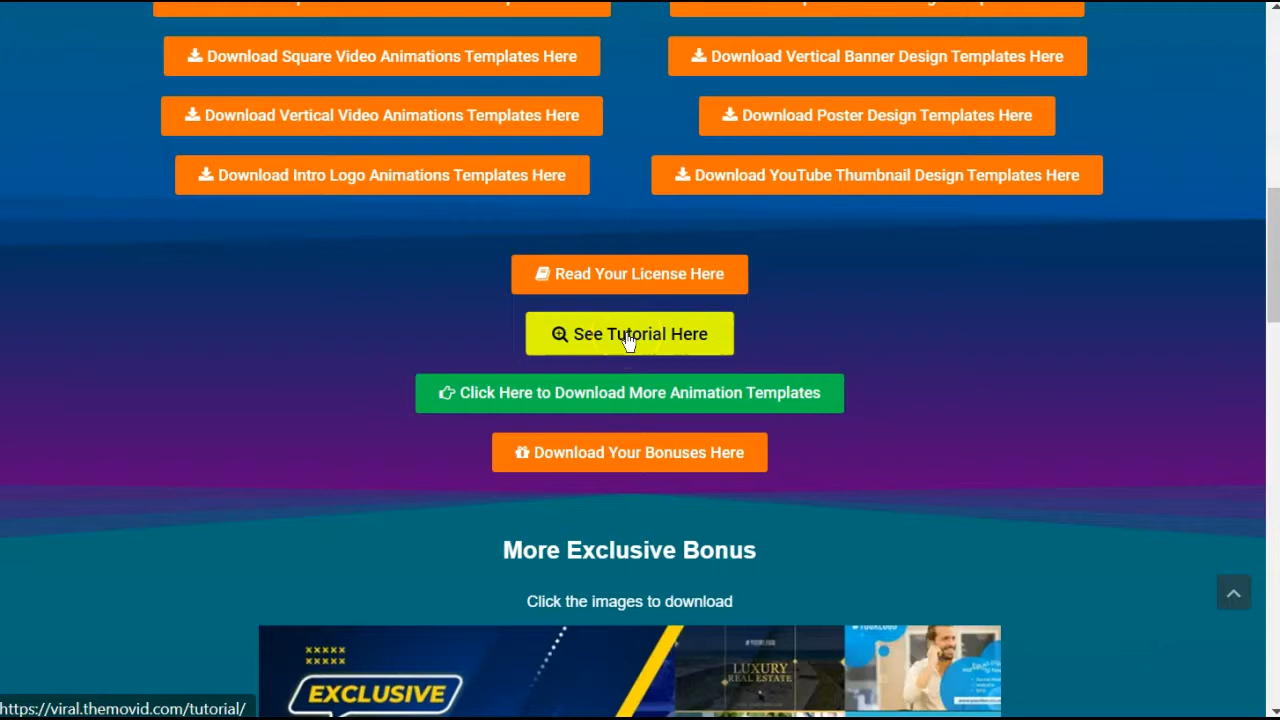 Download Square Video Animations Templates Here
Download Vertical Banner Design Templates Here
Download Vertical Video Animations Templates Here
Download Poster Design Templates Here
Download Intro Logo Animations Templates Here
Download YouTube Thumbnail Design Templates Here
Read Your License Here
See Tutorial Here
Click Here to Download More Animation Templates
Download Your Bonuses Here
More Exclusive Bonus
Click the images to download
EXCLUSIVE
LUXURY
REAL ESTATE
https://viral.themovid.com/tutorial/